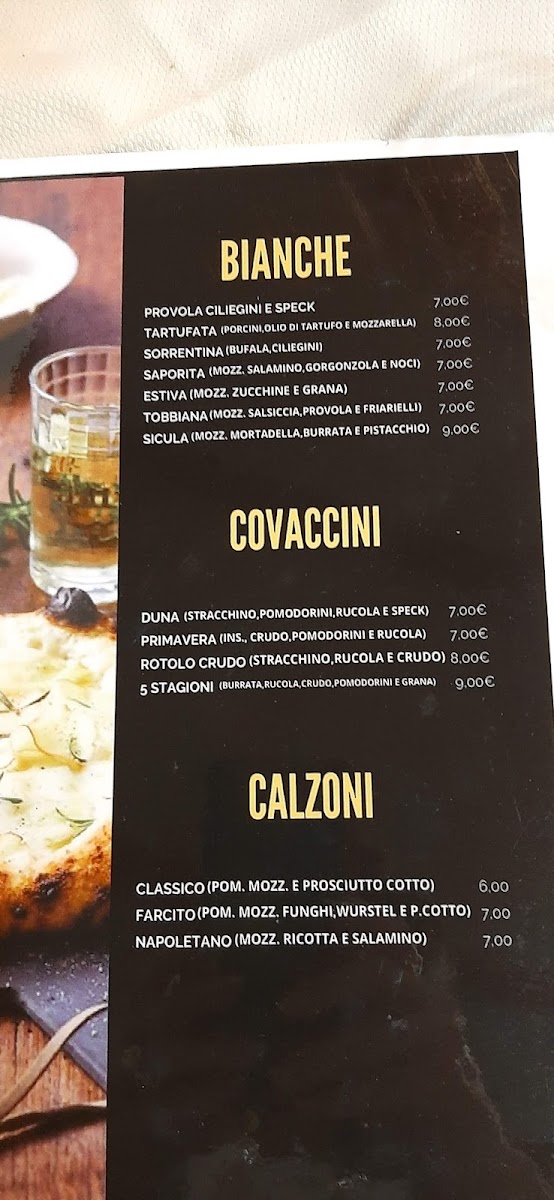 BIANCHE
PROVOLA CILIEGINI E SPECK 7,00€
TARTUFATA (PORCINI,OLIO DI TARTUFO E MOZZARELLA) 8,00€
SORRENTINA (BUFALA,CILIEGINI) 7,00€
SAPORITA (MOZZ. SALAMINO,GORGONZOLA E NOCI) 7,00€
ESTIVA (MOZZ. ZUCCHINE E GRANA) 7,00€
TOBBIANA (MOZZ. SALSICCIA,PROVOLA E FRIARIELLI) 7,00€
SICULA (MOZZ. MORTADELLA,BURRATA E PISTACCHIO) 9,00€
COVACCINI
DUNA (STRACCHINO,POMODORINI,RUCOLA E SPECK) 7,00€
PRIMAVERA (INS., CRUDO,POMODORINI E RUCOLA) 7,00€
ROTOLO CRUDO (STRACCHINO,RUCOLA E CRUDO) 8,00€
5 STAGIONI (BURRATA,RUCOLA,CRUDO,POMODORINI E GRANA) 9,00€
CALZONI
CLASSICO (POM. MOZZ. E PROSCIUTTO COTTO) 6,00
FARCITO (POM. MOZZ. FUNGHI,WURSTEL E P.COTTO) 7,00
NAPOLETANO (MOZZ. RICOTTA E SALAMINO) 7,00